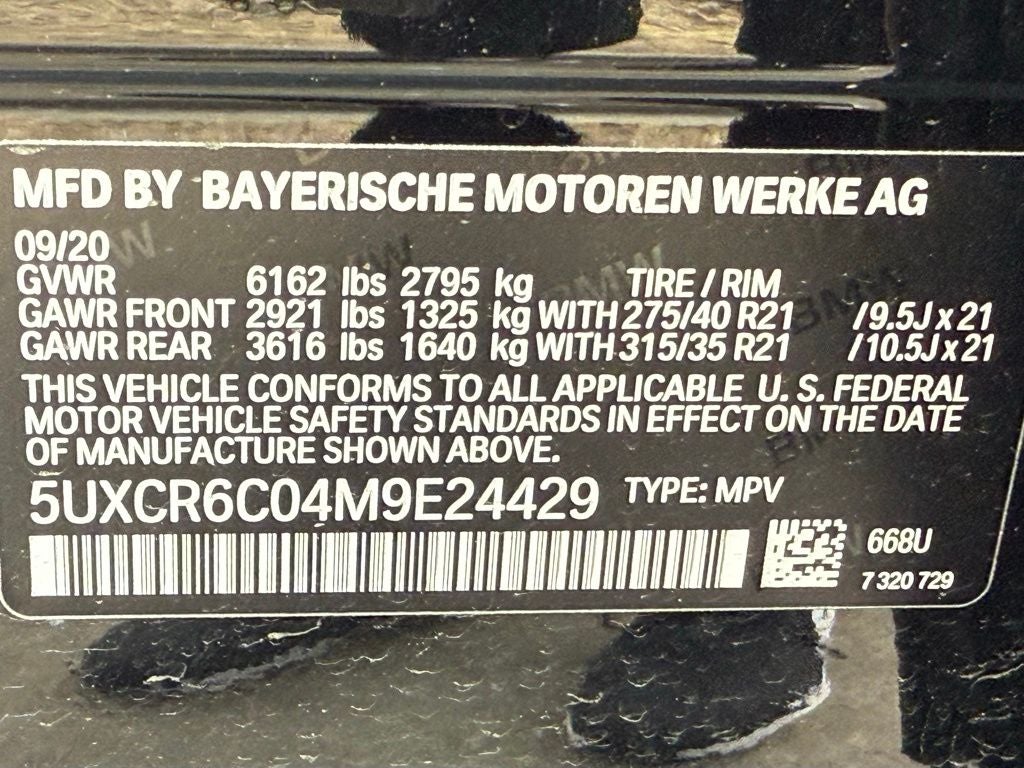 MFD BY BAYERISCHE MOTOREN WERKE AG
09/20
GVWR 6162 lbs 2795 kg TIRE / RIM
GAWR FRONT 2921 lbs 1325 kg WITH 275/40 R21 /9.5J x 21
GAWR REAR 3616 lbs 1640 kg WITH 315/35 R21 /10.5J x 21
THIS VEHICLE CONFORMS TO ALL APPLICABLE U. S. FEDERAL
MOTOR VEHICLE SAFETY STANDARDS IN EFFECT ON THE DATE
OF MANUFACTURE SHOWN ABOVE.
5UXCR6C04M9E24429 TYPE: MPV
668U
7 320 729